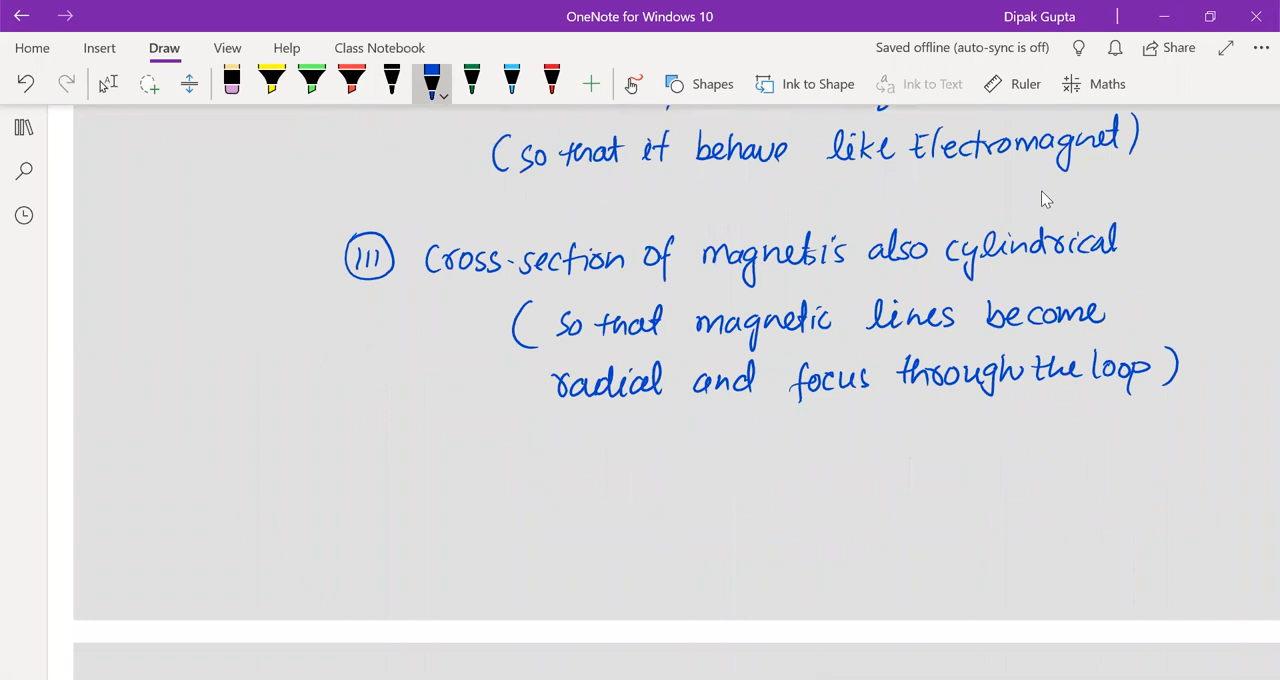 OneNote for Windows 10
Dipak Gupta
Home Insert Draw View Help Class Notebook
Saved offline (auto-sync is off) Share
Shapes Ink to Shape Ink to Text Ruler Maths
(so that it behave like Electromagnet)
(III) Cross-section of magnet is also cylindrical
(so that magnetic lines become
radial and focus through the loop)